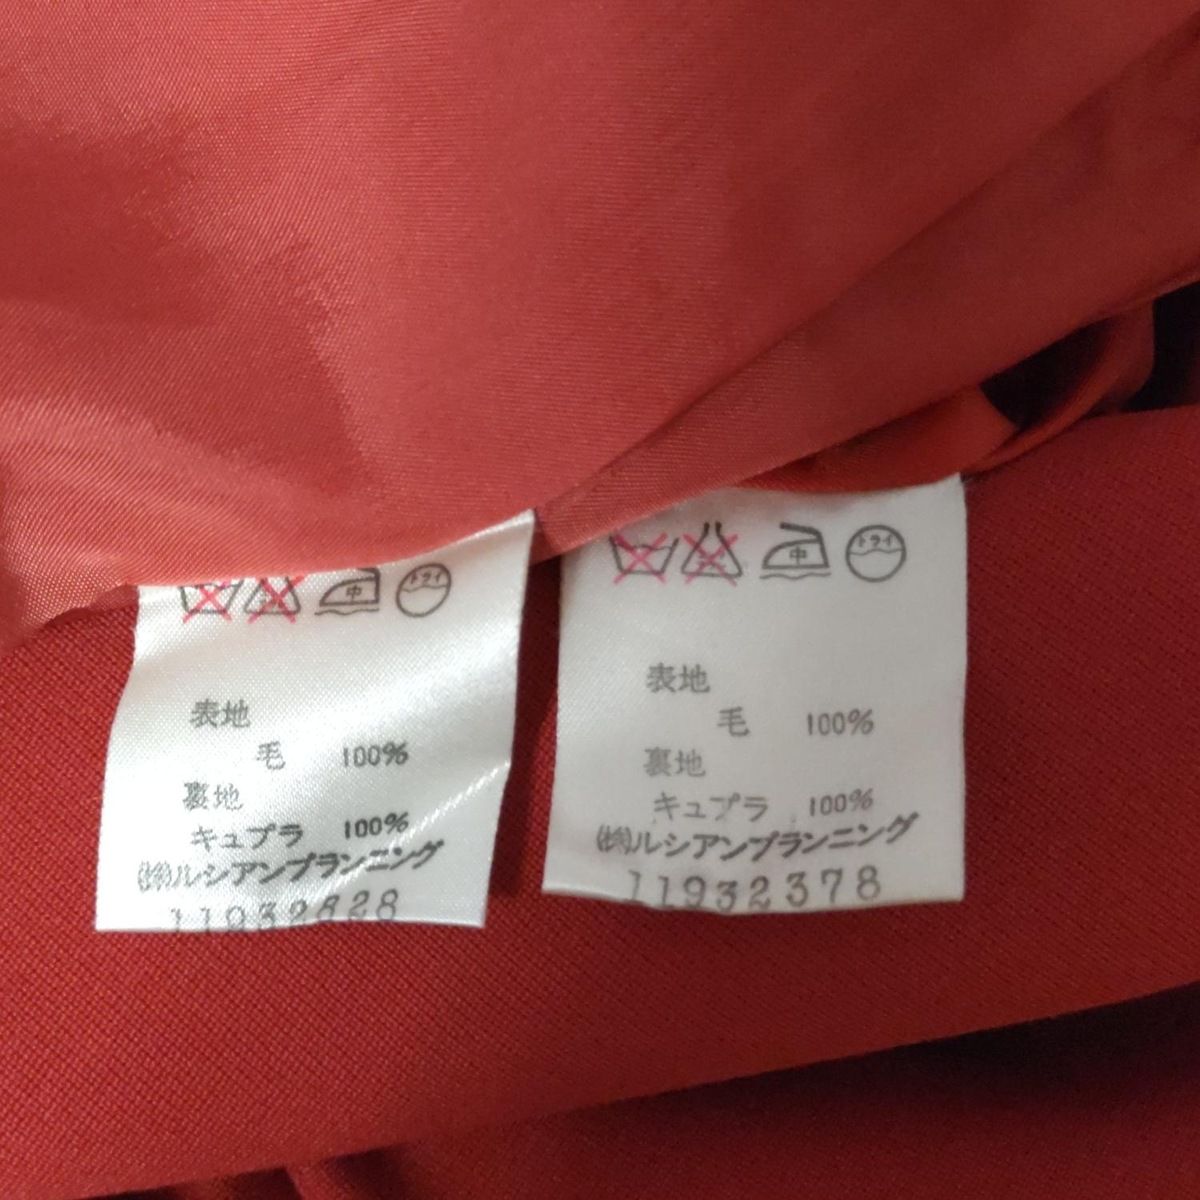 中 ドライ
表地
毛 100%
裏地
キュプラ 100%
(株)ルシアンプランニング
中 ドライ
表地
毛 100%
裏地
キュプラ 100%
(株)ルシアンプランニング
11932378